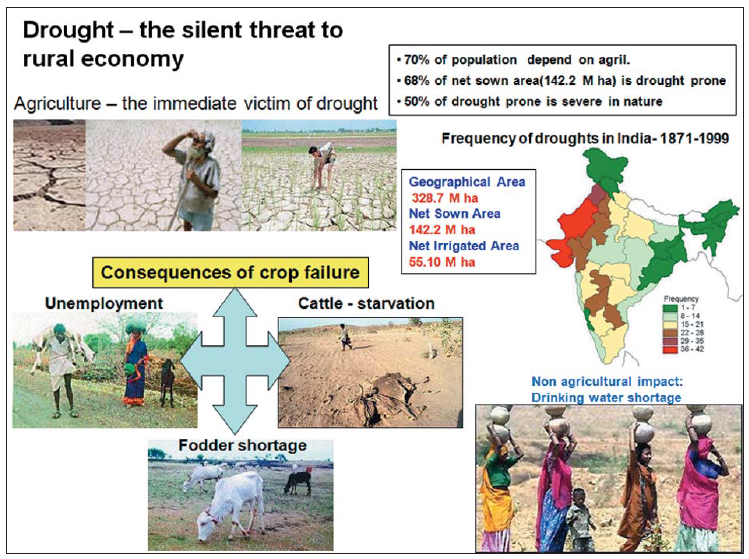 Drought – the silent threat to
rural economy
• 70% of population depend on agril.
• 68% of net sown area(142.2 M ha) is drought prone
• 50% of drought prone is severe in nature
Agriculture – the immediate victim of drought
Frequency of droughts in India- 1871-1999
Geographical Area
328.7 M ha
Net Sown Area
142.2 M ha
Net Irrigated Area
55.10 M ha
Consequences of crop failure
Unemployment
Cattle - starvation
Frequency
1 - 7
8 - 14
15 - 21
22 - 28
29 - 35
36 - 42
Non agricultural impact:
Drinking water shortage
Fodder shortage